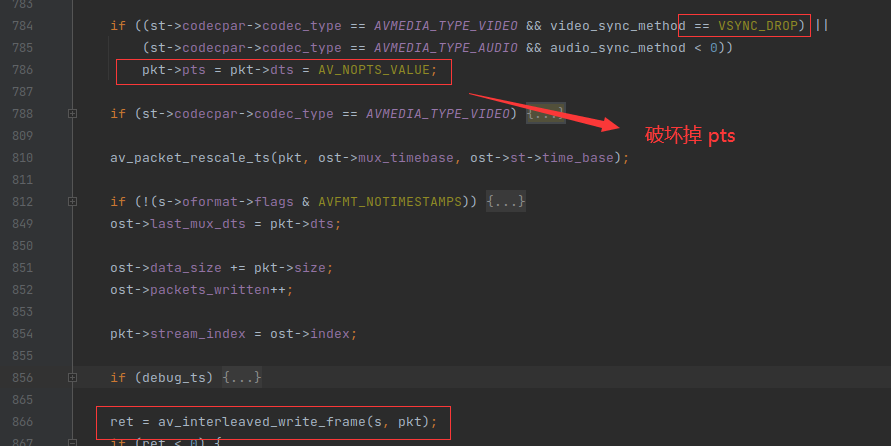 783
784 if ((st->codecpar->codec_type == AVMEDIA_TYPE_VIDEO && video_sync_method == VSYNC_DROP) ||
785 (st->codecpar->codec_type == AVMEDIA_TYPE_AUDIO && audio_sync_method < 0))
786 pkt->pts = pkt->dts = AV_NOPTS_VALUE;
787
788 if (st->codecpar->codec_type == AVMEDIA_TYPE_VIDEO) {...}
破坏掉 pts
809
810 av_packet_rescale_ts(pkt, ost->mux_timebase, ost->st->time_base);
811
812 if (!(s->oformat->flags & AVFMT_NOTIMESTAMPS)) {...}
849 ost->last_mux_dts = pkt->dts;
850
851 ost->data_size += pkt->size;
852 ost->packets_written++;
853
854 pkt->stream_index = ost->index;
855
856 if (debug_ts) {...}
865
866 ret = av_interleaved_write_frame(s, pkt);
867 if (ret < 0) {